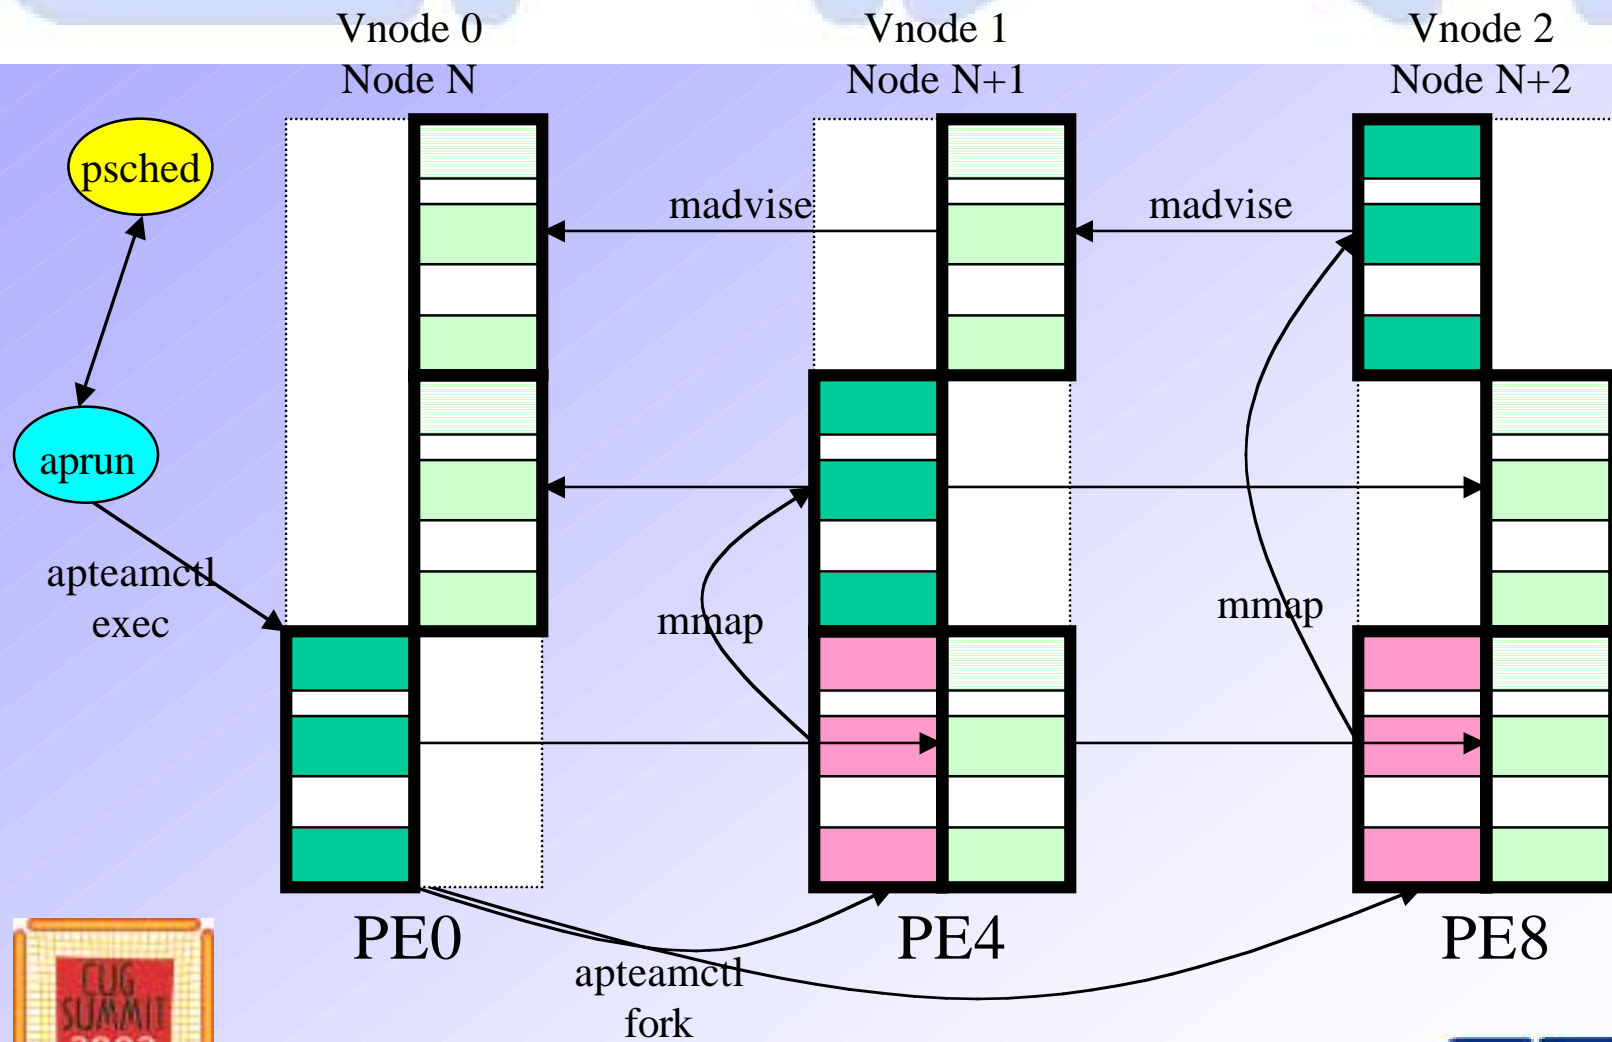 Vnode 0
Node N
Vnode 1
Node N+1
Vnode 2
Node N+2
psched
madvise
madvise
aprun
apteamctl
exec
mmap
mmap
PE0
PE4
PE8
apteamctl
fork
CUG
SUMMIT